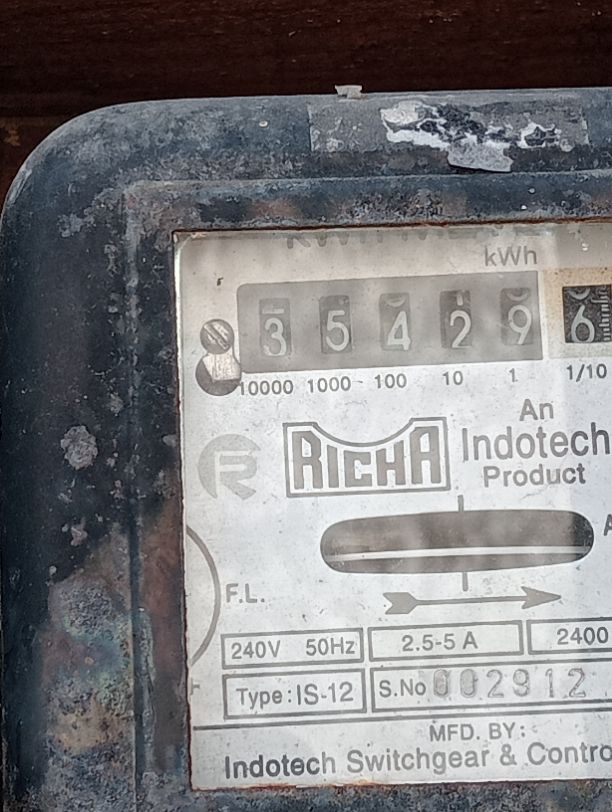 kWh
3 5 4 2 9 6
10000 1000 100 10 1 1/10
An
RICHA Indotech
Product
F.L.
240V 50Hz 2.5-5 A 2400
Type:IS-12 S.No 002912
MFD. BY:
Indotech Switchgear & Contro